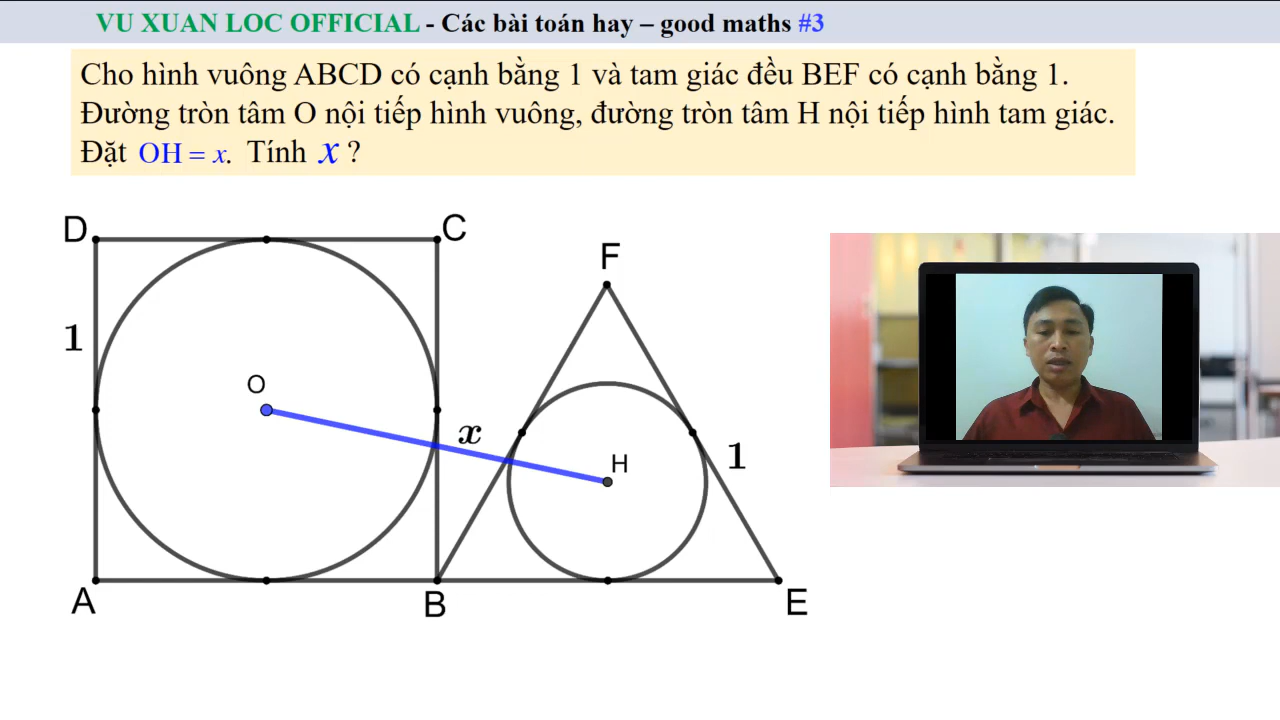 VU XUAN LOC OFFICIAL - Các bài toán hay – good maths #3
Cho hình vuông ABCD có cạnh bằng 1 và tam giác đều BEF có cạnh bằng 1.
Đường tròn tâm O nội tiếp hình vuông, đường tròn tâm H nội tiếp hình tam giác.
Đặt OH = x. Tính x ?
D
C
F
1
O
x
H
1
A
B
E